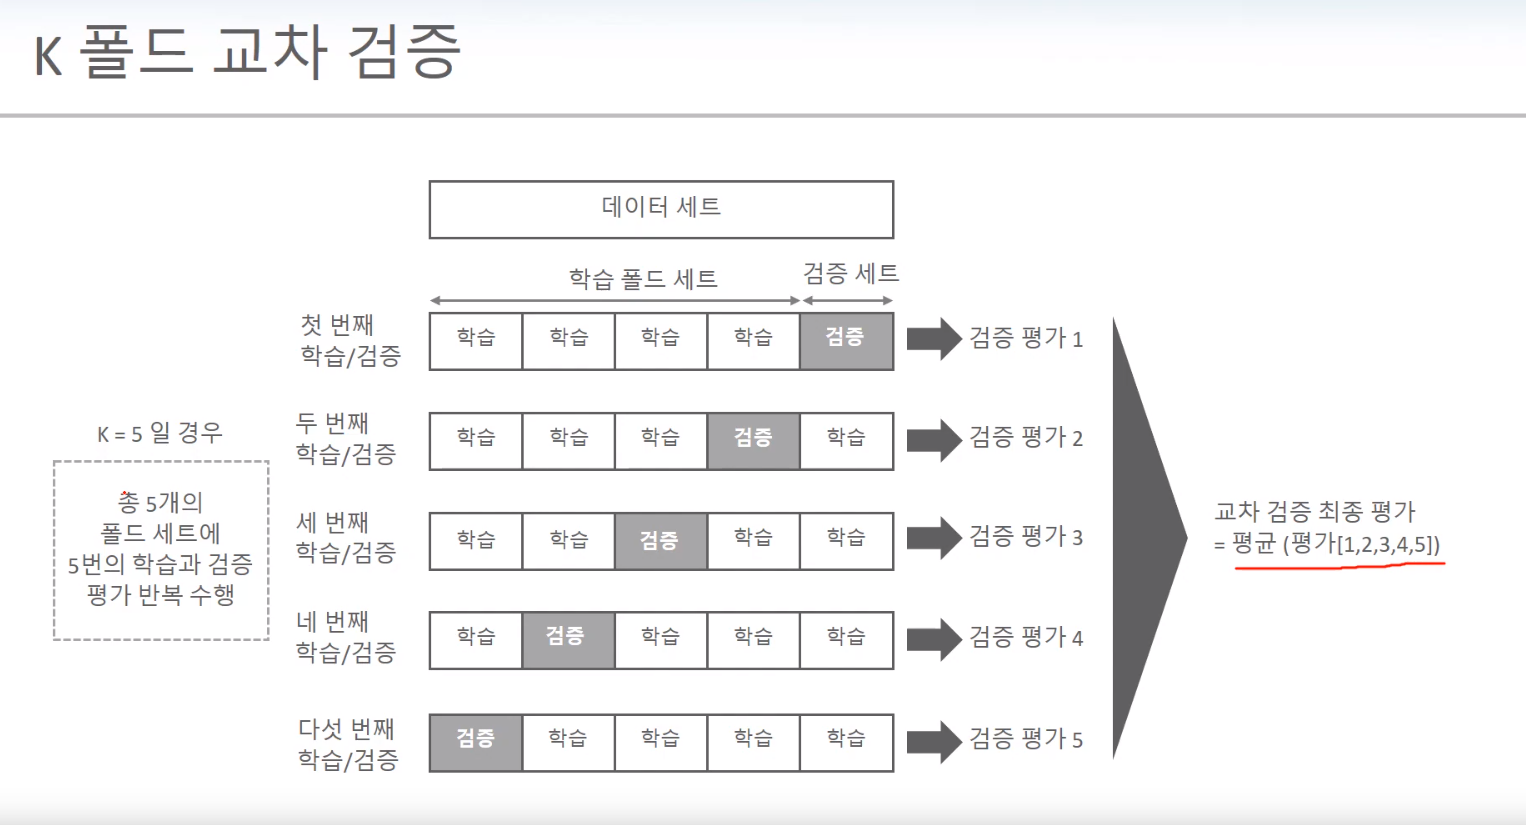 K 폴드 교차 검증
데이터 세트
학습 폴드 세트
검증 세트
첫 번째
학습/검증
학습 학습 학습 학습 검증
검증 평가 1
두 번째
학습/검증
학습 학습 학습 검증 학습
검증 평가 2
K = 5 일 경우
총 5개의
폴드 세트에
5번의 학습과 검증
평가 반복 수행
세 번째
학습/검증
학습 학습 검증 학습 학습
검증 평가 3
네 번째
학습/검증
학습 검증 학습 학습 학습
검증 평가 4
다섯 번째
학습/검증
검증 학습 학습 학습 학습
검증 평가 5
교차 검증 최종 평가
= 평균 (평가[1,2,3,4,5])